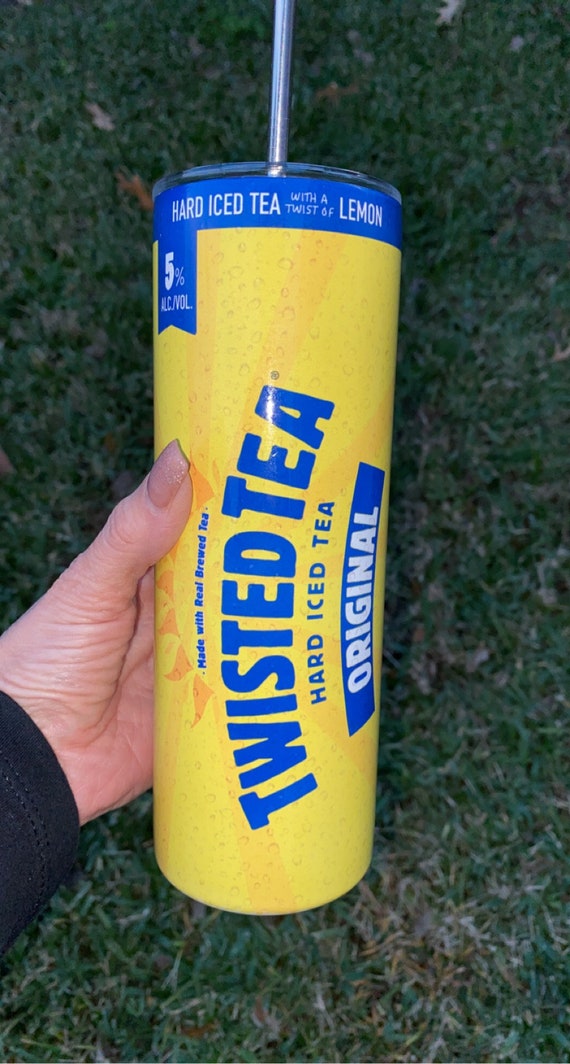 HARD ICED TEA WITH A TWIST OF LEMON
5%
ALC./VOL.
· Made with Real Brewed Tea ·
TWISTED TEA®
HARD ICED TEA
ORIGINAL